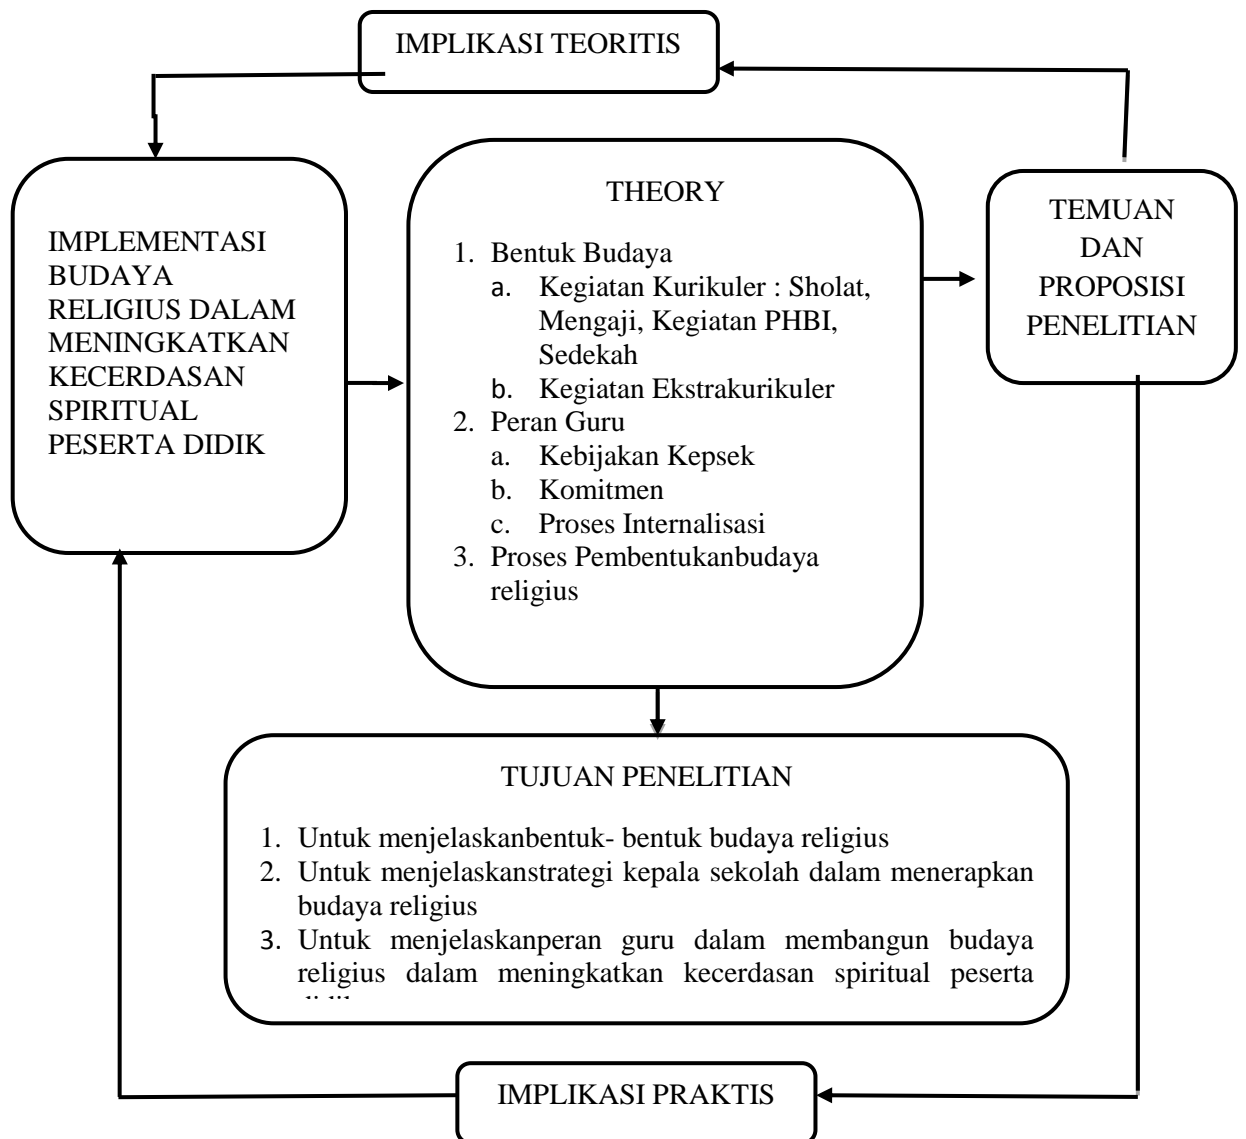 IMPLIKASI TEORITIS
IMPLEMENTASI
BUDAYA
RELIGIUS DALAM
MENINGKATKAN
KECERDASAN
SPIRITUAL
PESERTA DIDIK
THEORY
1. Bentuk Budaya
a. Kegiatan Kurikuler : Sholat,
Mengaji, Kegiatan PHBI,
Sedekah
b. Kegiatan Ekstrakurikuler
2. Peran Guru
a. Kebijakan Kepsek
b. Komitmen
c. Proses Internalisasi
3. Proses Pembentukanbudaya
religius
TEMUAN
DAN
PROPOSISI
PENELITIAN
TUJUAN PENELITIAN
1. Untuk menjelaskanbentuk- bentuk budaya religius
2. Untuk menjelaskanstrategi kepala sekolah dalam menerapkan
budaya religius
3. Untuk menjelaskanperan guru dalam membangun budaya
religius dalam meningkatkan kecerdasan spiritual peserta
IMPLIKASI PRAKTIS